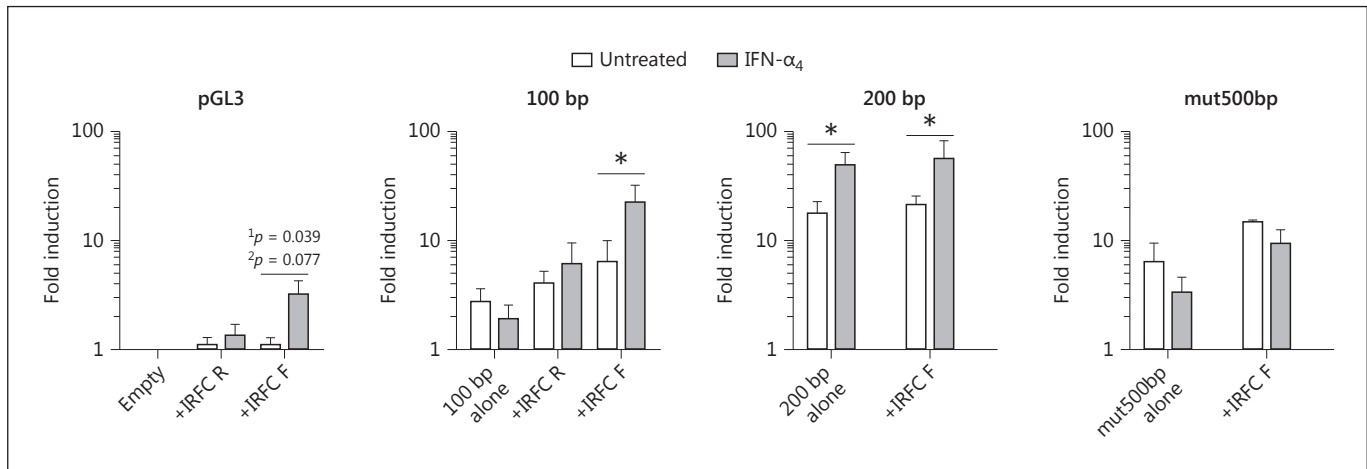 Untreated
IFN-α₄
pGL3
Fold induction
100
10
1
¹p = 0.039
²p = 0.077
Empty
+IRFC R
+IRFC F
100 bp
Fold induction
100
10
1
*
100 bp
alone
+IRFC R
+IRFC F
200 bp
Fold induction
100
10
1
*
*
200 bp
alone
+IRFC F
mut500bp
Fold induction
100
10
1
mut500bp
alone
+IRFC F